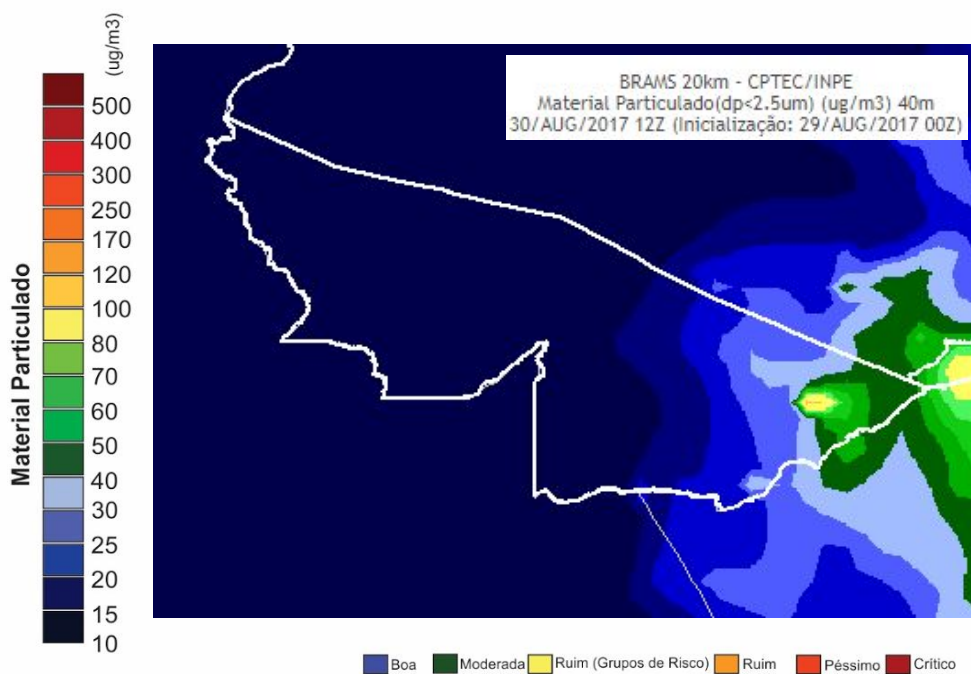 (ug/m3)
BRAMS 20km - CPTEC/INPE
Material Particulado(dp<2.5um) (ug/m3) 40m
30/AUG/2017 12Z (Inicialização: 29/AUG/2017 00Z)
Material Particulado
500
400
300
250
170
120
100
80
70
60
50
40
30
25
20
15
10
Boa
Moderada
Ruim (Grupos de Risco)
Ruim
Péssimo
Crítico